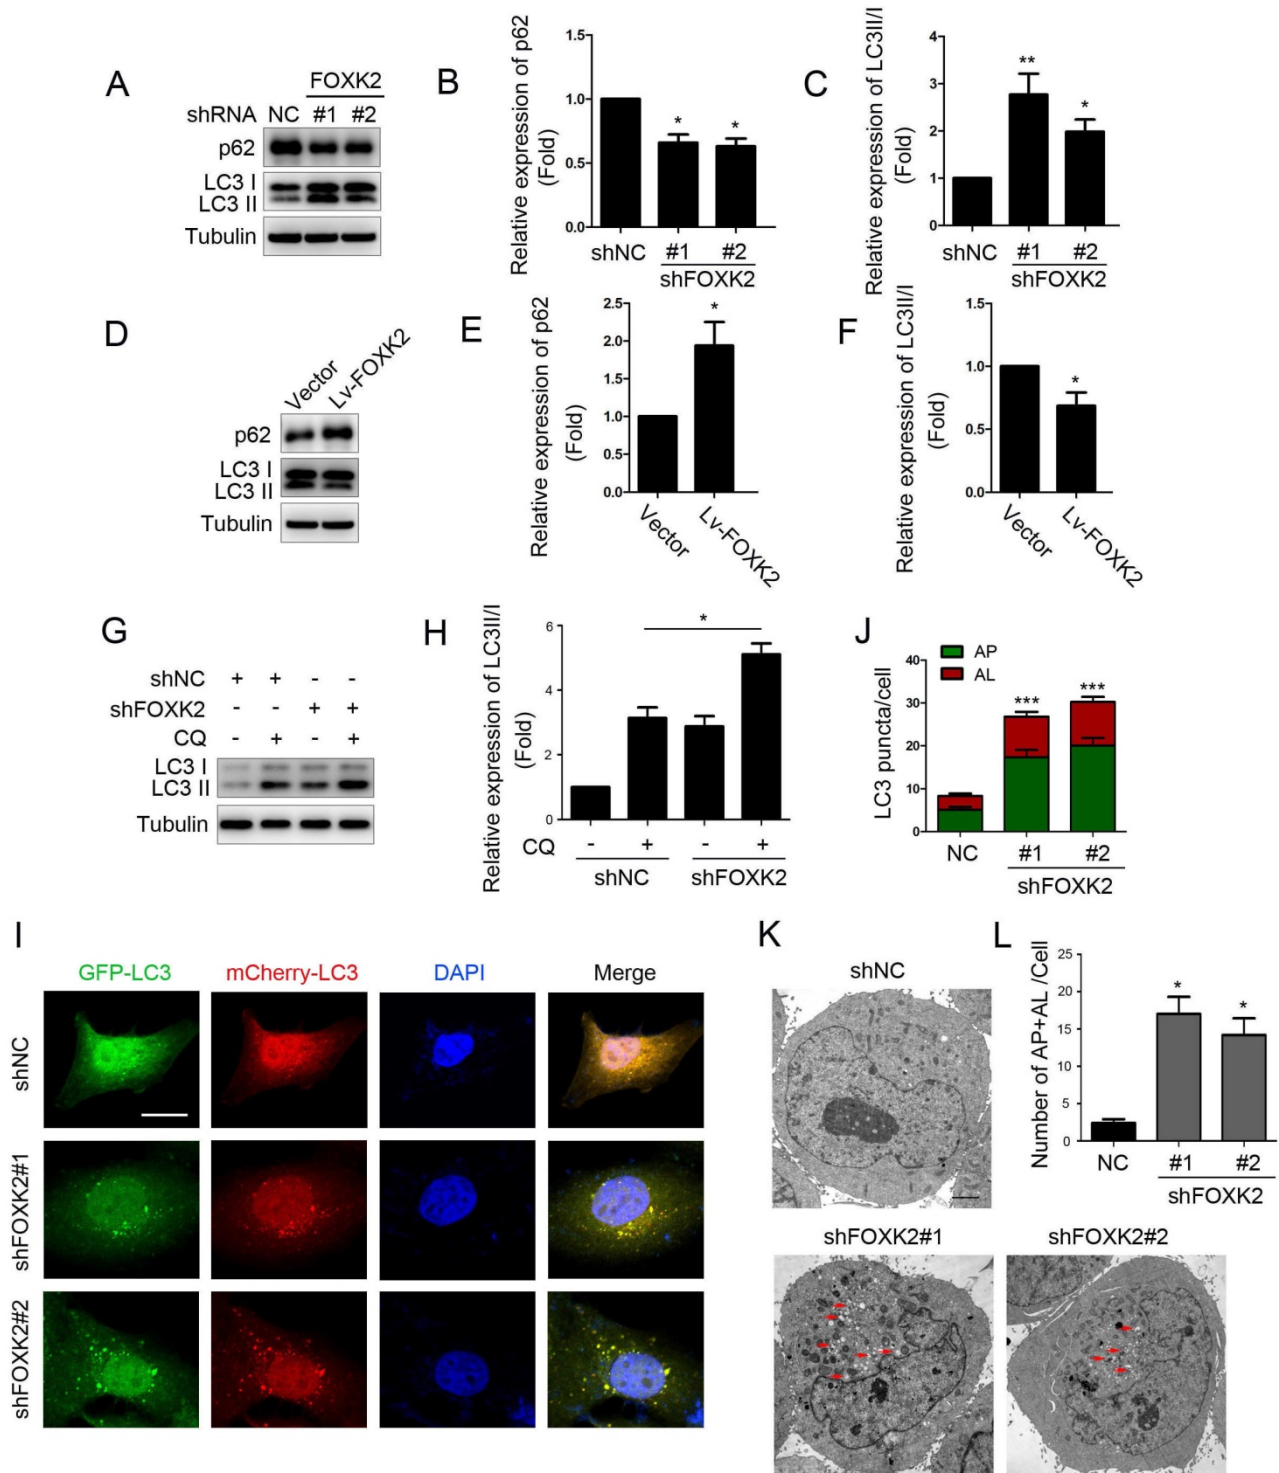 A
FOXK2
shRNA NC #1 #2
p62
LC3 I
LC3 II
Tubulin
B
Relative expression of p62
(Fold)
1.5
1.0
0.5
0.0
shNC #1 #2
shFOXK2
* *
C
Relative expression of LC3II/I
(Fold)
4
3
2
1
0
** *
shNC #1 #2
shFOXK2
D
Vector Lv-FOXK2
p62
LC3 I
LC3 II
Tubulin
E
Relative expression of p62
(Fold)
2.5
2.0
1.5
1.0
0.5
0.0
*
Vector Lv-FOXK2
F
Relative expression of LC3II/I
(Fold)
1.5
1.0
0.5
0.0
*
Vector Lv-FOXK2
G
shNC + + - -
shFOXK2 - - + +
CQ - + - +
LC3 I
LC3 II
Tubulin
H
Relative expression of LC3II/I
(Fold)
6
4
2
0
*
CQ - + - +
shNC shFOXK2
J
AP
AL
LC3 puncta/cell
40
30
20
10
0
*** ***
NC #1 #2
shFOXK2
I
GFP-LC3 mCherry-LC3 DAPI Merge
shNC
shFOXK2#1
shFOXK2#2
K
shNC
shFOXK2#1 shFOXK2#2
L
Number of AP+AL /Cell
25
20
15
10
5
0
* *
NC #1 #2
shFOXK2